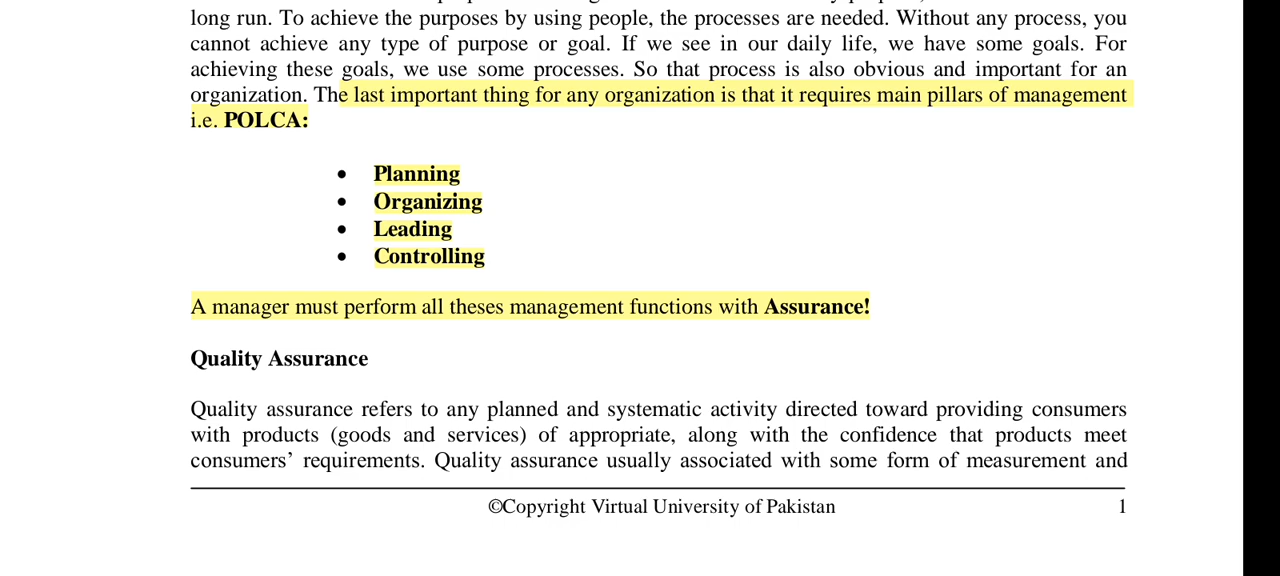 long run. To achieve the purposes by using people, the processes are needed. Without any process, you
cannot achieve any type of purpose or goal. If we see in our daily life, we have some goals. For
achieving these goals, we use some processes. So that process is also obvious and important for an
organization. The last important thing for any organization is that it requires main pillars of management
i.e. POLCA:
• Planning
• Organizing
• Leading
• Controlling
A manager must perform all theses management functions with Assurance!
Quality Assurance
Quality assurance refers to any planned and systematic activity directed toward providing consumers
with products (goods and services) of appropriate, along with the confidence that products meet
consumers’ requirements. Quality assurance usually associated with some form of measurement and
©Copyright Virtual University of Pakistan 1